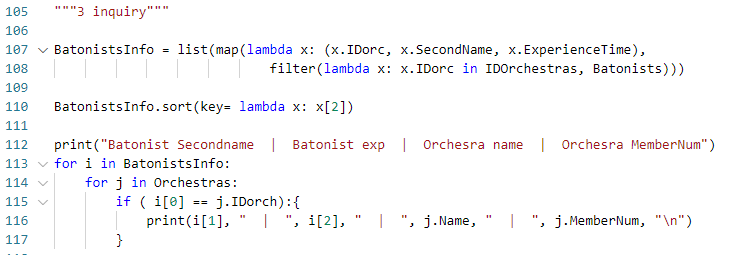 105 """3 inquiry"""
106
107 BatonistsInfo = list(map(lambda x: (x.IDorc, x.SecondName, x.ExperienceTime),
108 filter(lambda x: x.IDorc in IDOrchestras, Batonists)))
109
110 BatonistsInfo.sort(key= lambda x: x[2])
111
112 print("Batonist Secondname  |  Batonist exp  |  Orchesra name  |  Orchesra MemberNum")
113 for i in BatonistsInfo:
114     for j in Orchestras:
115         if ( i[0] == j.IDorch):{
116             print(i[1], "  |  ", i[2], "  |  ", j.Name, "  |  ", j.MemberNum, "\n")
117         }